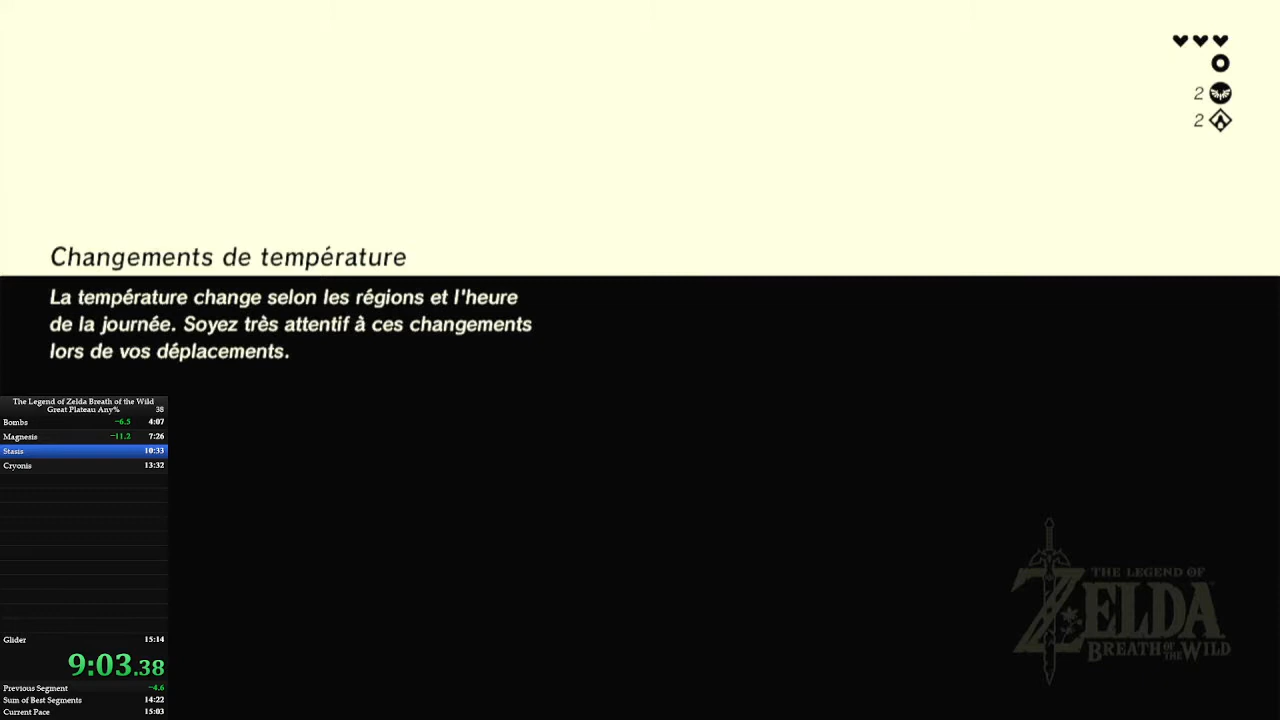 2
2
Changements de température
La température change selon les régions et l'heure
de la journée. Soyez très attentif à ces changements
lors de vos déplacements.
The Legend of Zelda Breath of the Wild
Great Plateau Any% 38
Bombs −6.5 4:07
Magnesis −11.2 7:26
Stasis 10:33
Cryonis 13:32
Glider 15:14
9:03.38
Previous Segment −4.6
Sum of Best Segments 14:22
Current Pace 15:03
THE LEGEND OF
ZELDA
BREATH OF THE WILD